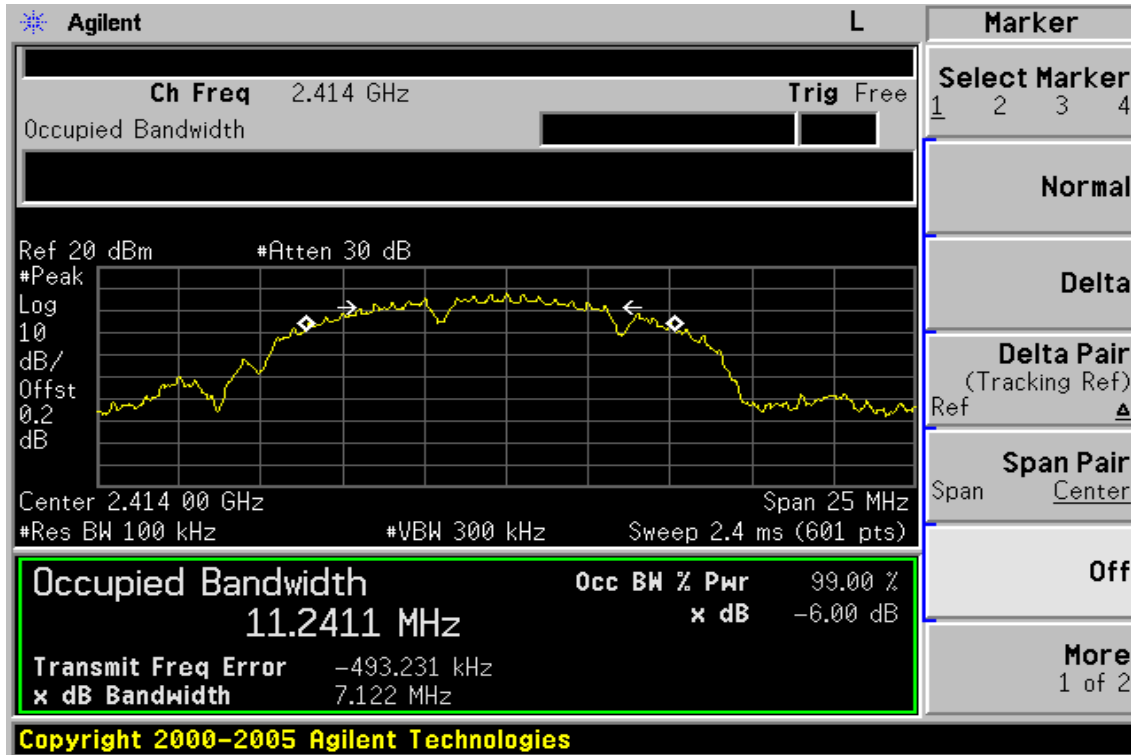 Agilent L Marker
Ch Freq 2.414 GHz Trig Free
Occupied Bandwidth
Ref 20 dBm #Atten 30 dB
#Peak
Log
10
dB/
Offst
0.2
dB
Center 2.414 00 GHz Span 25 MHz
#Res BW 100 kHz #VBW 300 kHz Sweep 2.4 ms (601 pts)
Occupied Bandwidth Occ BW % Pwr 99.00 %
11.2411 MHz x dB -6.00 dB
Transmit Freq Error -493.231 kHz
x dB Bandwidth 7.122 MHz
Copyright 2000-2005 Agilent Technologies
Select Marker
1 2 3 4
Normal
Delta
Delta Pair
(Tracking Ref)
Ref Δ
Span Pair
Span Center
Off
More
1 of 2